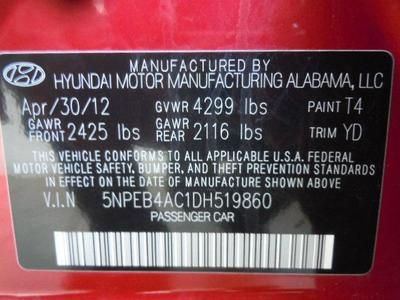 MANUFACTURED BY
HYUNDAI MOTOR MANUFACTURING ALABAMA, LLC
Apr/30/12 GVWR 4299 lbs PAINT T4
GAWR FRONT 2425 lbs GAWR REAR 2116 lbs TRIM YD
THIS VEHICLE CONFORMS TO ALL APPLICABLE U.S.A FEDERAL
MOTOR VEHICLE SAFETY, BUMPER, AND THEFT PREVENTION STANDARDS
IN EFFECT ON THE DATE OF MANUFACTURE SHOWN ABOVE.
V.I.N 5NPEB4AC1DH519860
PASSENGER CAR